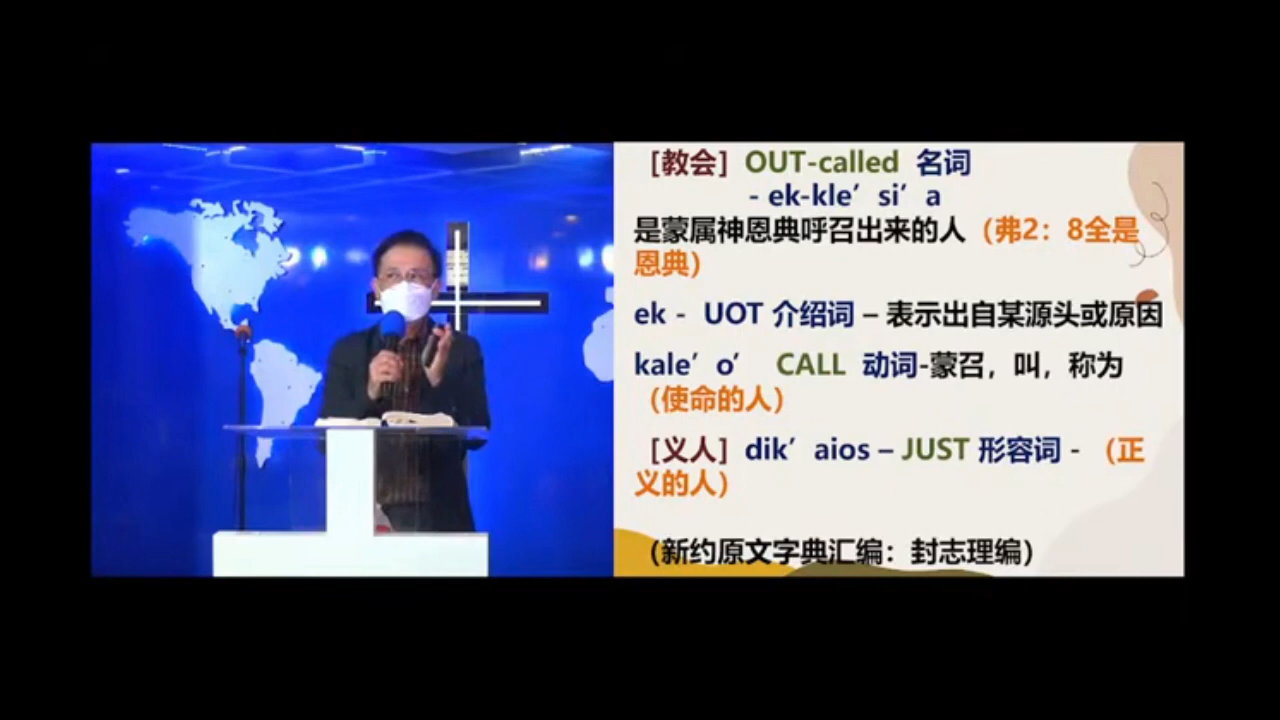 [教会] OUT-called 名词
- ek-kle’si’a
是蒙属神恩典呼召出来的人（弗2：8全是
恩典）
ek - UOT 介绍词 – 表示出自某源头或原因
kale’o’ CALL 动词-蒙召，叫，称为
（使命的人）
[义人] dik’aios – JUST 形容词 - （正
义的人）
（新约原文字典汇编：封志理编）